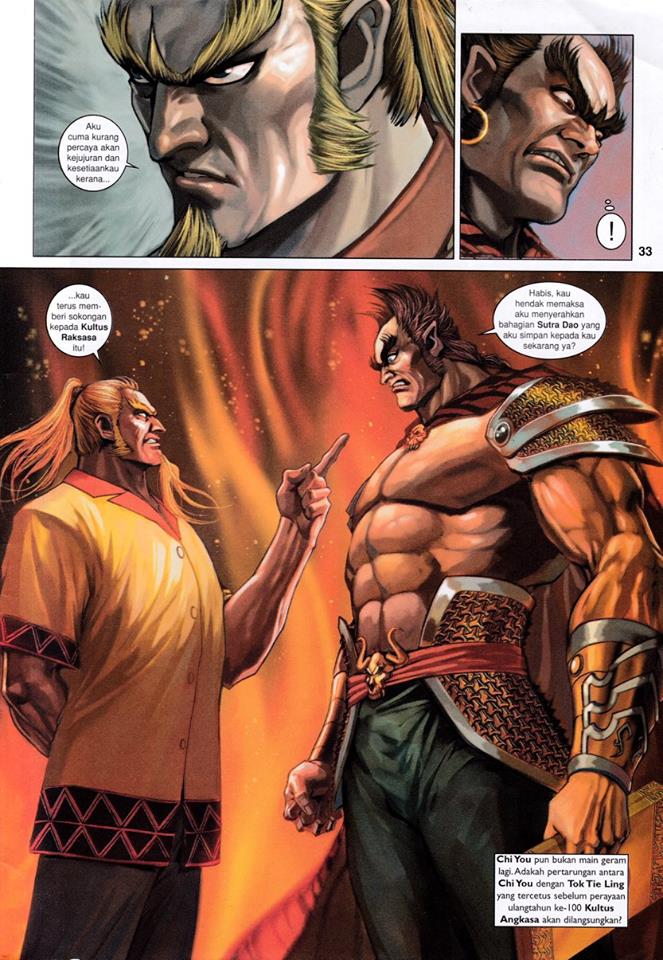 Aku
cuma kurang
percaya akan
kejujuran dan
kesetiaankau
kerana...
!
33
...kau
terus mem-
beri sokongan
kepada Kultus
Raksasa
itu!
Habis, kau
hendak memaksa
aku menyerahkan
bahagian Sutra Dao yang
aku simpan kepada kau
sekarang ya?
Chi You pun bukan main geram
lagi. Adakah pertarungan antara
Chi You dengan Tok Tie Ling
yang tercetus sebelum perayaan
ulangtahun ke-100 Kultus
Angkasa akan dilangsungkan?